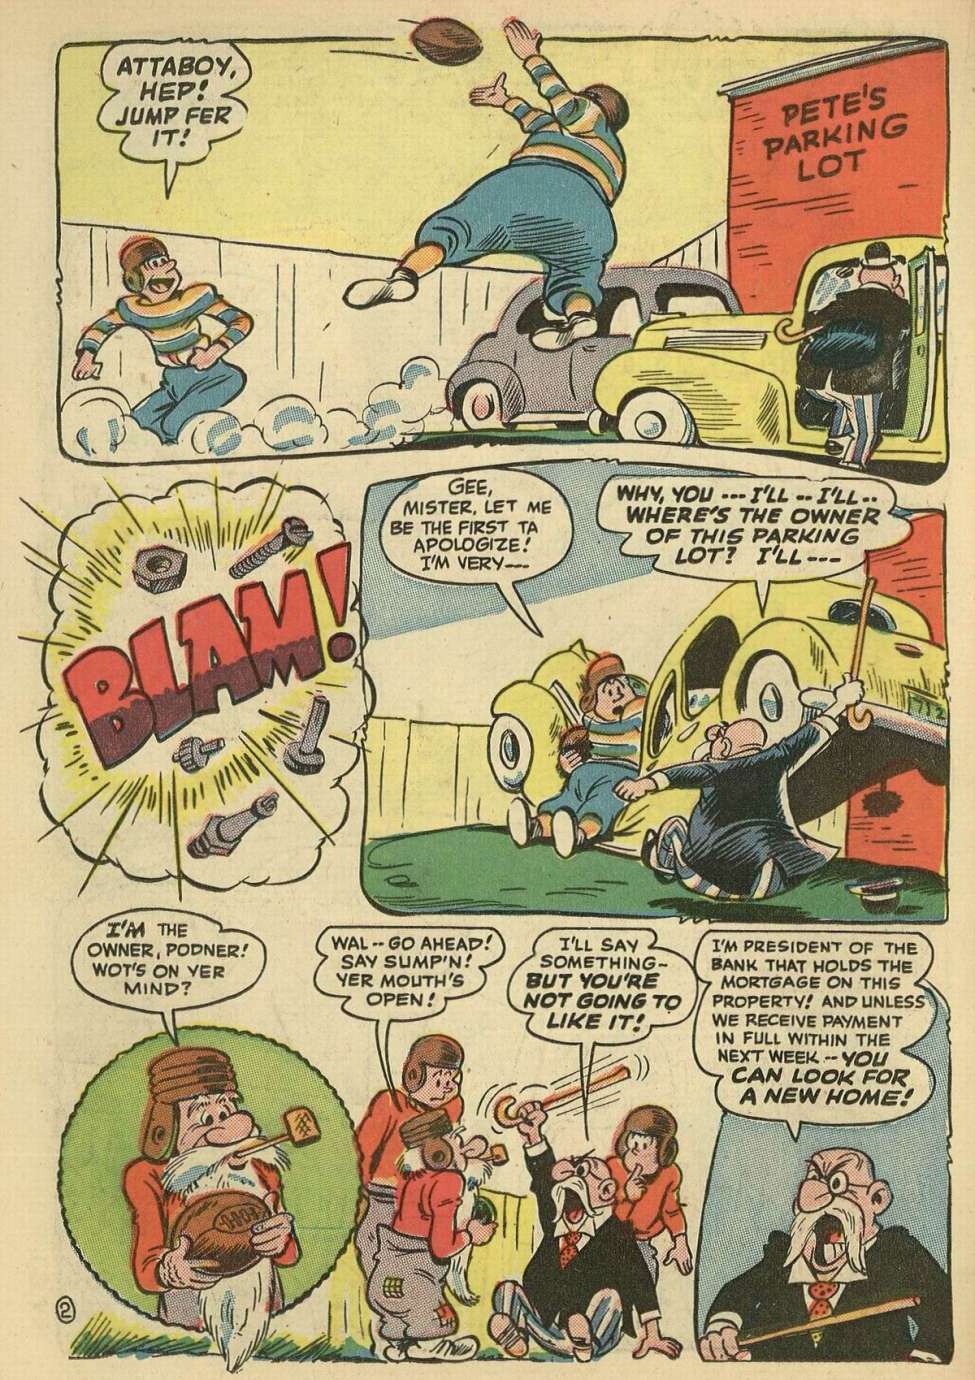 ATTABOY,
HEP!
JUMP FER
IT!
PETE'S
PARKING
LOT
BLAM!
GEE,
MISTER, LET ME
BE THE FIRST TA
APOLOGIZE!
I'M VERY---
WHY, YOU --- I'LL -- I'LL--
WHERE'S THE OWNER
OF THIS PARKING
LOT? I'LL ---
I'M THE
OWNER, PODNER!
WOT'S ON YER
MIND?
WAL -- GO AHEAD!
SAY SUMP'N!
YER MOUTH'S
OPEN!
I'LL SAY
SOMETHING--
BUT YOU'RE
NOT GOING TO
LIKE IT!
I'M PRESIDENT OF THE
BANK THAT HOLDS THE
MORTGAGE ON THIS
PROPERTY! AND UNLESS
WE RECEIVE PAYMENT
IN FULL WITHIN THE
NEXT WEEK -- YOU
CAN LOOK FOR
A NEW HOME!
2